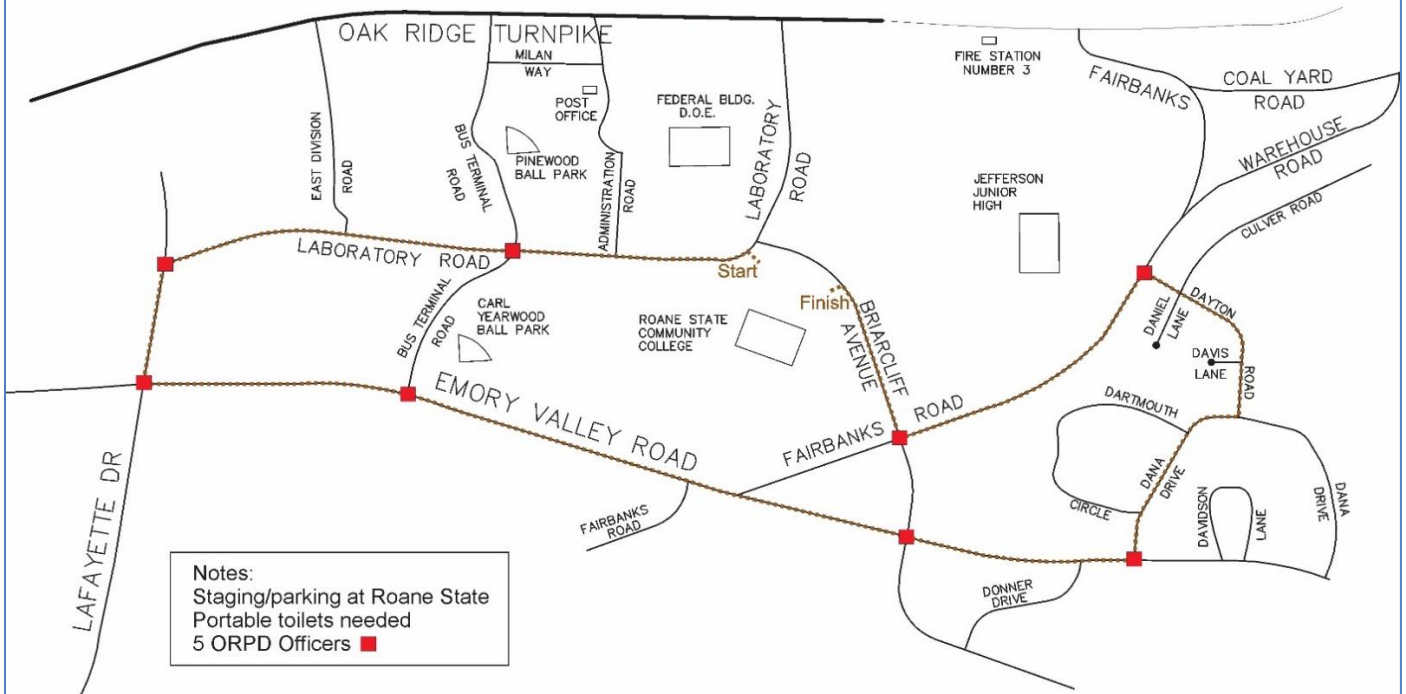 OAK RIDGE TURNPIKE
MILAN
WAY
POST
OFFICE
FEDERAL BLDG.
D.O.E.
LABORATORY
ROAD
FIRE STATION
NUMBER 3
FAIRBANKS
COAL YARD
ROAD
WAREHOUSE
ROAD
CULVER ROAD
EAST DIVISION
ROAD
BUS TERMINAL
ROAD
PINEWOOD
BALL PARK
ADMINISTRATION
ROAD
JEFFERSON
JUNIOR
HIGH
LABORATORY ROAD
Start
Finish
BUS TERMINAL
ROAD
CARL
YEARWOOD
BALL PARK
ROANE STATE
COMMUNITY
COLLEGE
BRIARCLIFF
AVENUE
DAYTON
ROAD
DANIEL
LANE
DAVIS
LANE
EMORY VALLEY ROAD
FAIRBANKS ROAD
DARTMOUTH
CIRCLE
DANA
DRIVE
DAVIDSON
LANE
DANA
DRIVE
FAIRBANKS
ROAD
DONNER
DRIVE
LAFAYETTE DR
Notes:
Staging/parking at Roane State
Portable toilets needed
5 ORPD Officers